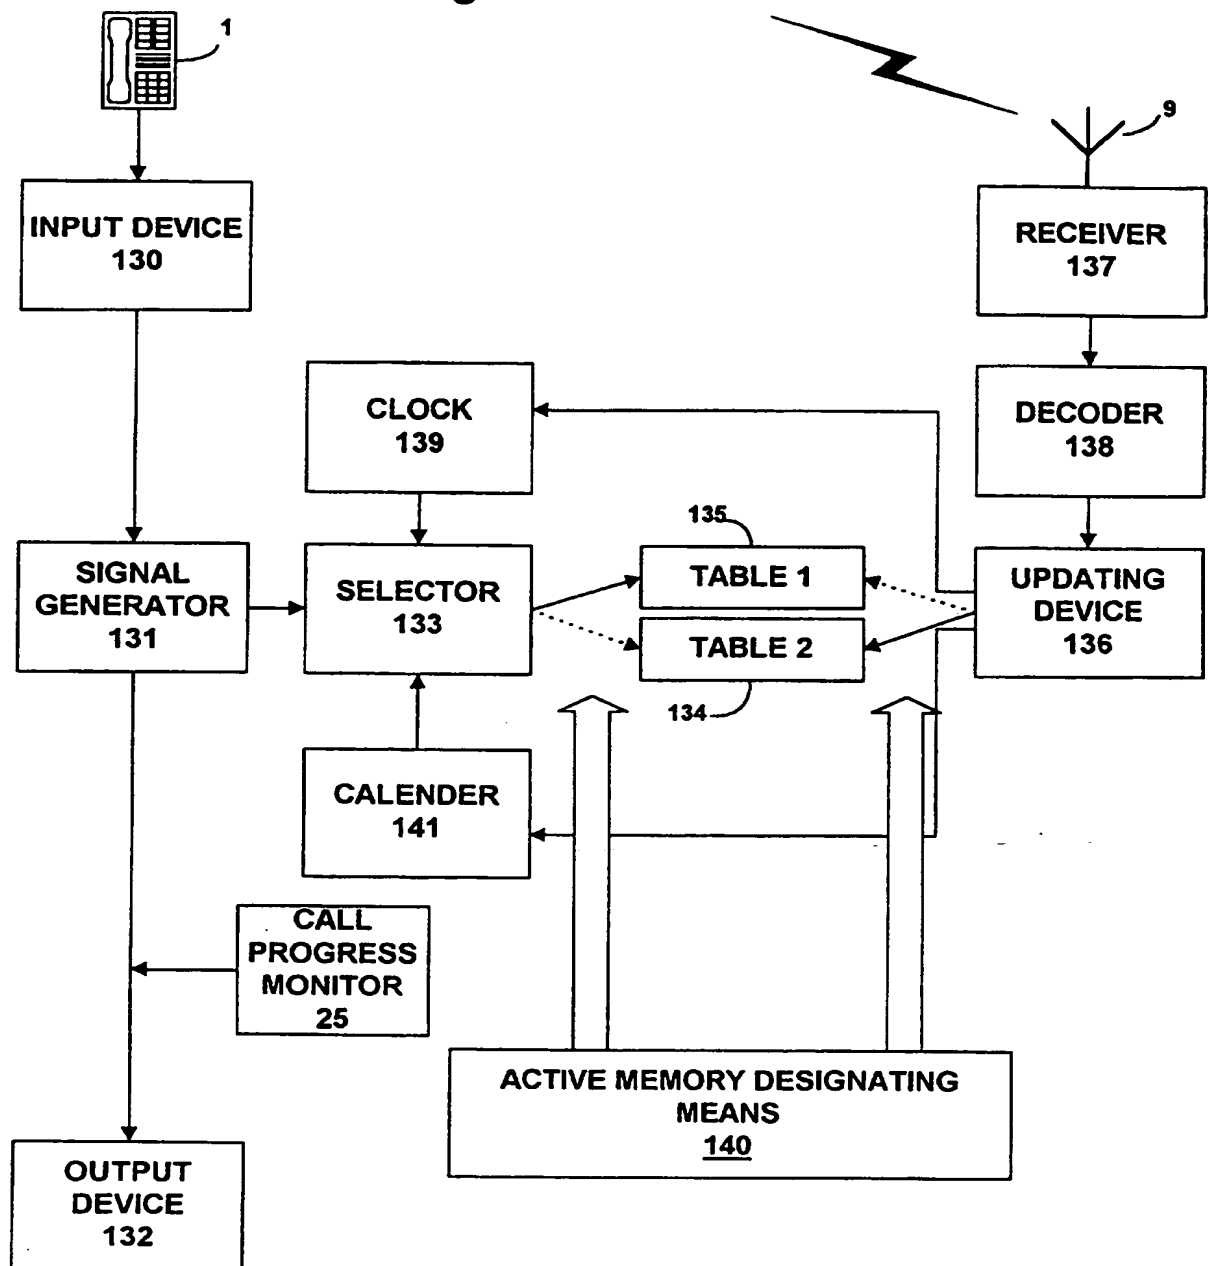 1
9
INPUT DEVICE
130
RECEIVER
137
CLOCK
139
DECODER
138
135
SIGNAL
GENERATOR
131
SELECTOR
133
TABLE 1
TABLE 2
UPDATING
DEVICE
136
134
CALENDER
141
CALL
PROGRESS
MONITOR
25
ACTIVE MEMORY DESIGNATING
MEANS
140
OUTPUT
DEVICE
132